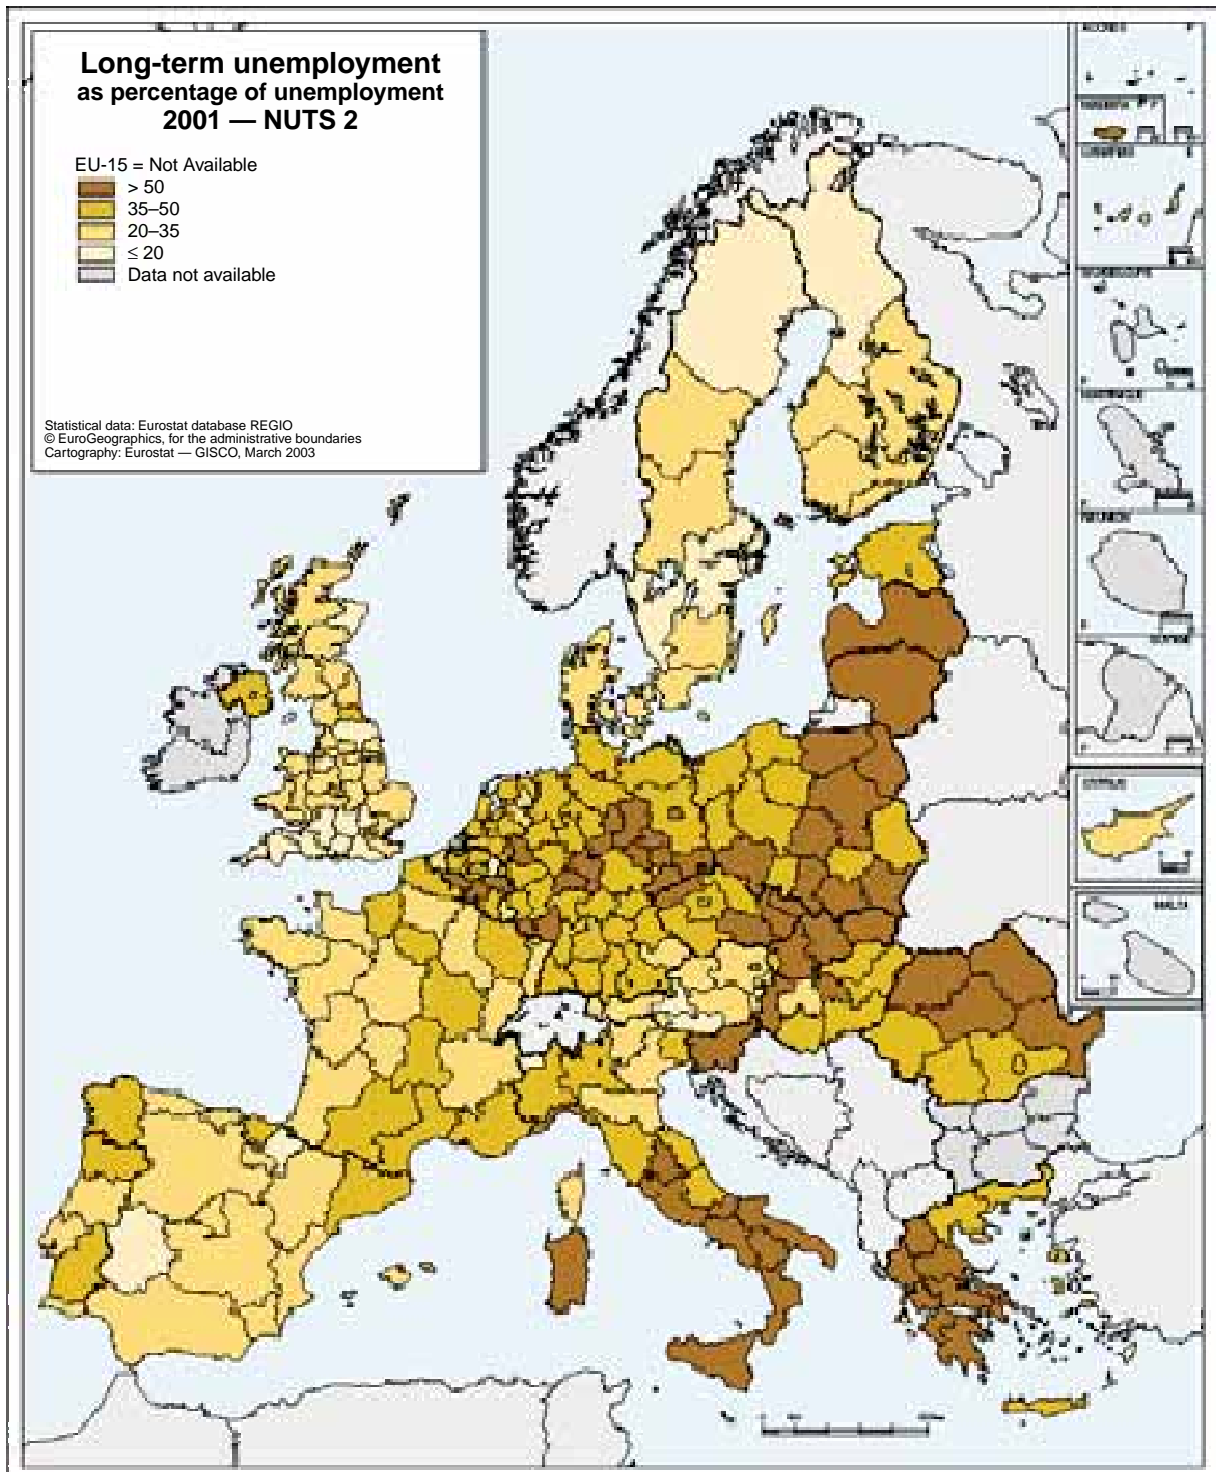 Long-term unemployment
as percentage of unemployment
2001 — NUTS 2
EU-15 = Not Available
> 50
35–50
20–35
≤ 20
Data not available
Statistical data: Eurostat database REGIO
© EuroGeographics, for the administrative boundaries
Cartography: Eurostat — GISCO, March 2003
CYPRUS
MALTA